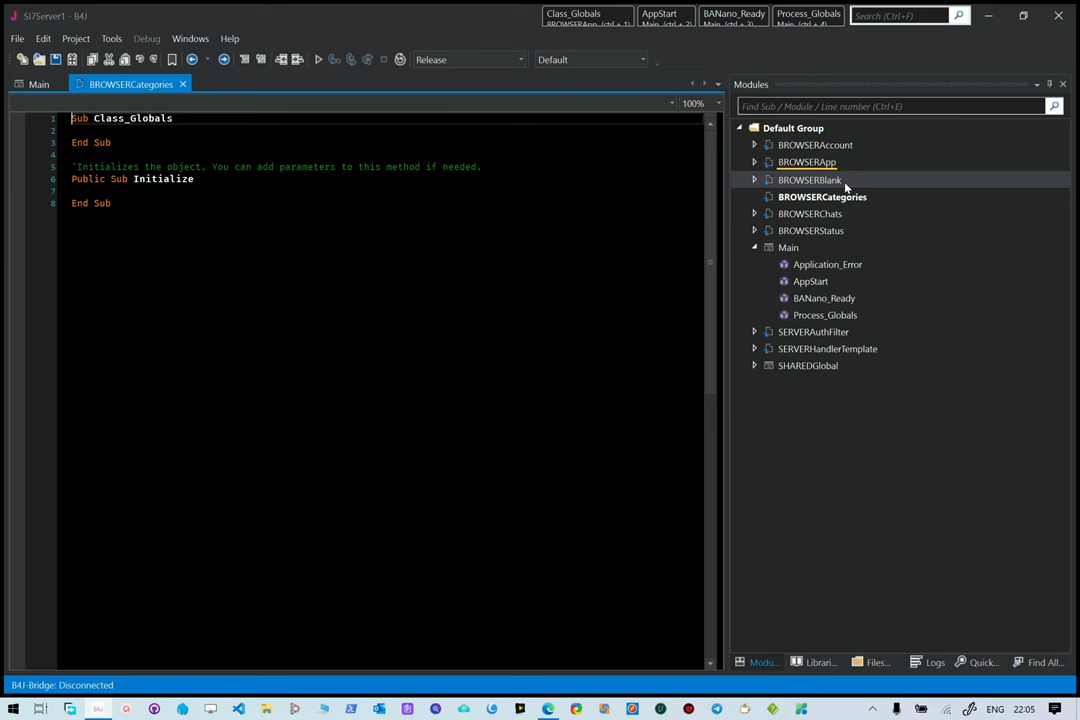 SI7Server1 - B4J
Class_Globals
BROWSERApp (ctrl + 1)
AppStart
Main (ctrl + 2)
BANano_Ready
Main (ctrl + 3)
Process_Globals
Main (ctrl + 4)
Search (Ctrl+F)
File Edit Project Tools Debug Windows Help
Release
Default
Main
BROWSERCategories
Modules
100%
Find Sub / Module / Line number (Ctrl+E)
1 Sub Class_Globals
2
3 End Sub
4
5 'Initializes the object. You can add parameters to this method if needed.
6 Public Sub Initialize
7
8 End Sub
Default Group
BROWSERAccount
BROWSERApp
BROWSERBlank
BROWSERCategories
BROWSERChats
BROWSERStatus
Main
Application_Error
AppStart
BANano_Ready
Process_Globals
SERVERAuthFilter
SERVERHandlerTemplate
SHAREDGlobal
Modu... Librari... Files... Logs Quick... Find All...
B4J-Bridge: Disconnected
B4J
ENG 22:05